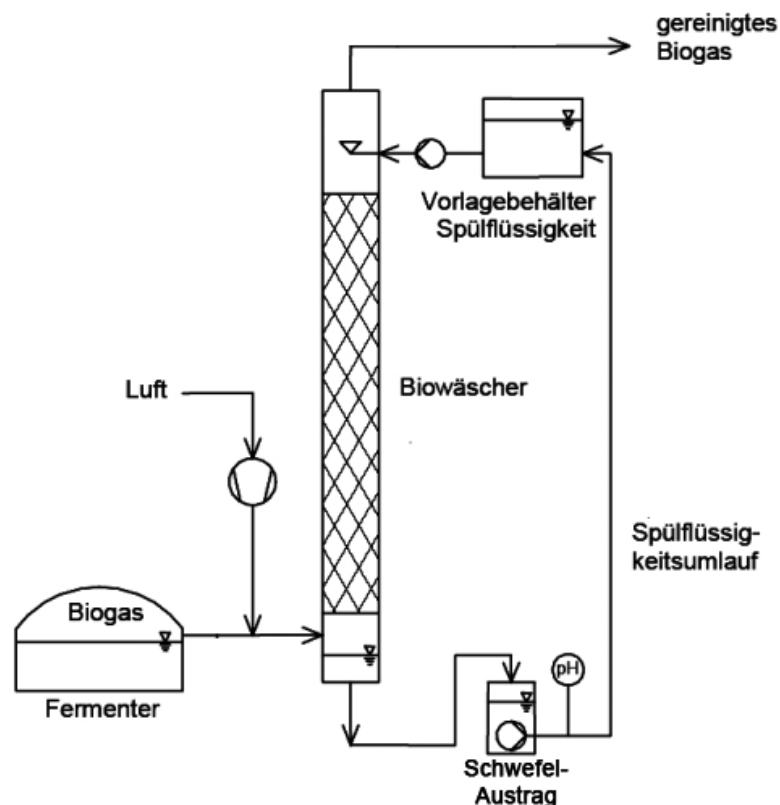 gereinigtes
Biogas
Vorlagebehälter
Spülflüssigkeit
Luft
Biowäscher
Spülflüssig-
keitsumlauf
Biogas
Fermenter
pH
Schwefel-
Austrag